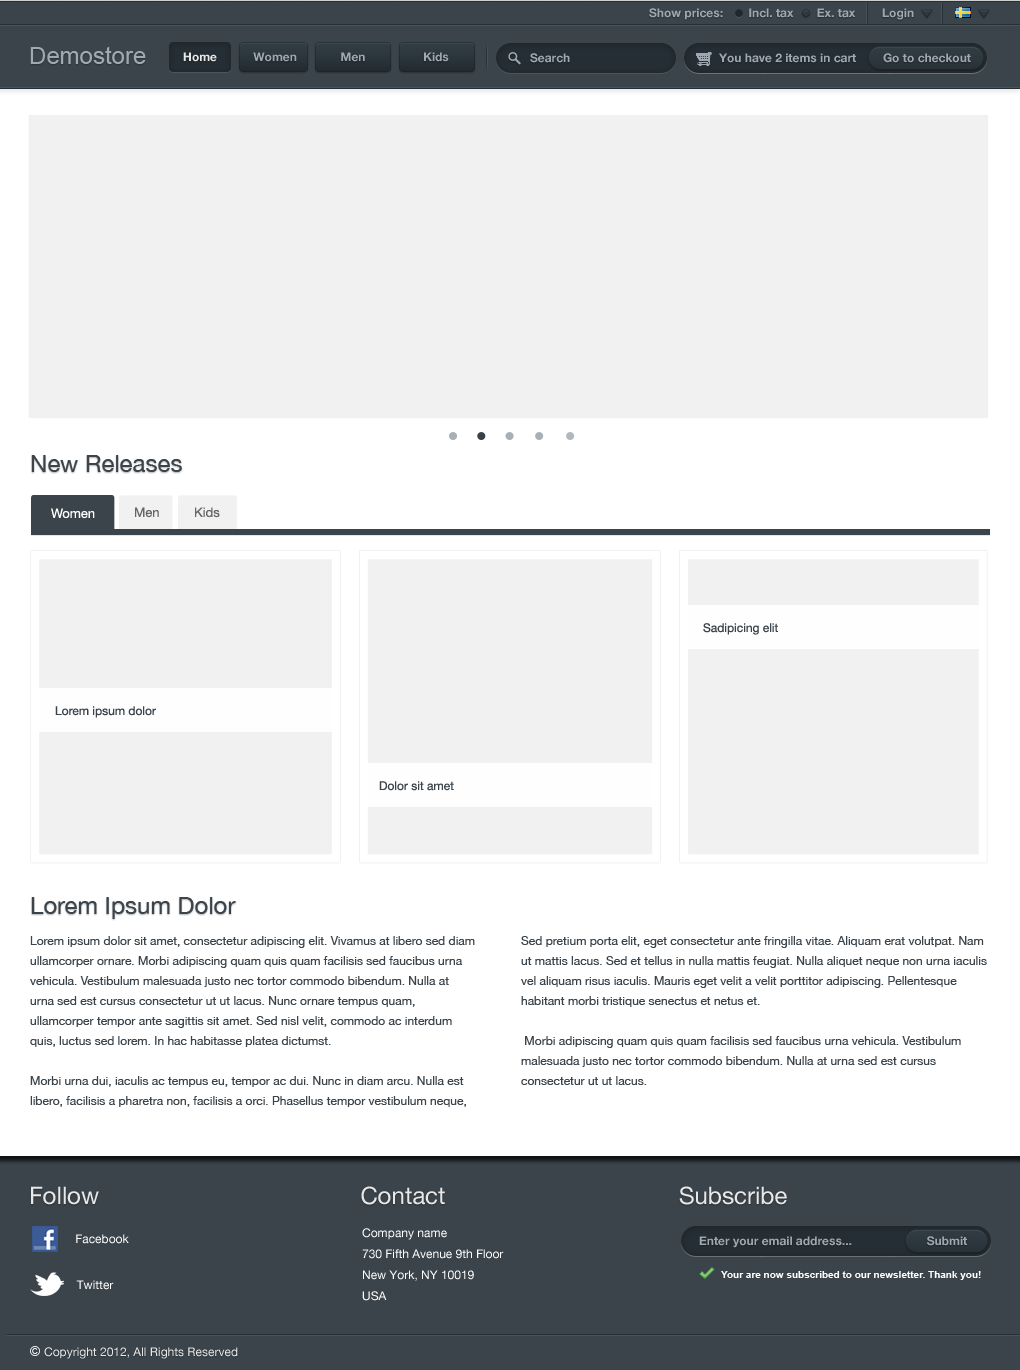 Show prices: Incl. tax Ex. tax Login
Demostore Home Women Men Kids Search You have 2 items in cart Go to checkout
New Releases
Women Men Kids
Sadipicing elit
Lorem ipsum dolor
Dolor sit amet
Lorem Ipsum Dolor
Lorem ipsum dolor sit amet, consectetur adipiscing elit. Vivamus at libero sed diam
ullamcorper ornare. Morbi adipiscing quam quis quam facilisis sed faucibus urna
vehicula. Vestibulum malesuada justo nec tortor commodo bibendum. Nulla at
urna sed est cursus consectetur ut ut lacus. Nunc ornare tempus quam,
ullamcorper tempor ante sagittis sit amet. Sed nisl velit, commodo ac interdum
quis, luctus sed lorem. In hac habitasse platea dictumst.
Morbi urna dui, iaculis ac tempus eu, tempor ac dui. Nunc in diam arcu. Nulla est
libero, facilisis a pharetra non, facilisis a orci. Phasellus tempor vestibulum neque,
Sed pretium porta elit, eget consectetur ante fringilla vitae. Aliquam erat volutpat. Nam
ut mattis lacus. Sed et tellus in nulla mattis feugiat. Nulla aliquet neque non urna iaculis
vel aliquam risus iaculis. Mauris eget velit a velit porttitor adipiscing. Pellentesque
habitant morbi tristique senectus et netus et.
Morbi adipiscing quam quis quam facilisis sed faucibus urna vehicula. Vestibulum
malesuada justo nec tortor commodo bibendum. Nulla at urna sed est cursus
consectetur ut ut lacus.
Follow
Facebook
Twitter
Contact
Company name
730 Fifth Avenue 9th Floor
New York, NY 10019
USA
Subscribe
Enter your email address... Submit
Your are now subscribed to our newsletter. Thank you!
© Copyright 2012, All Rights Reserved